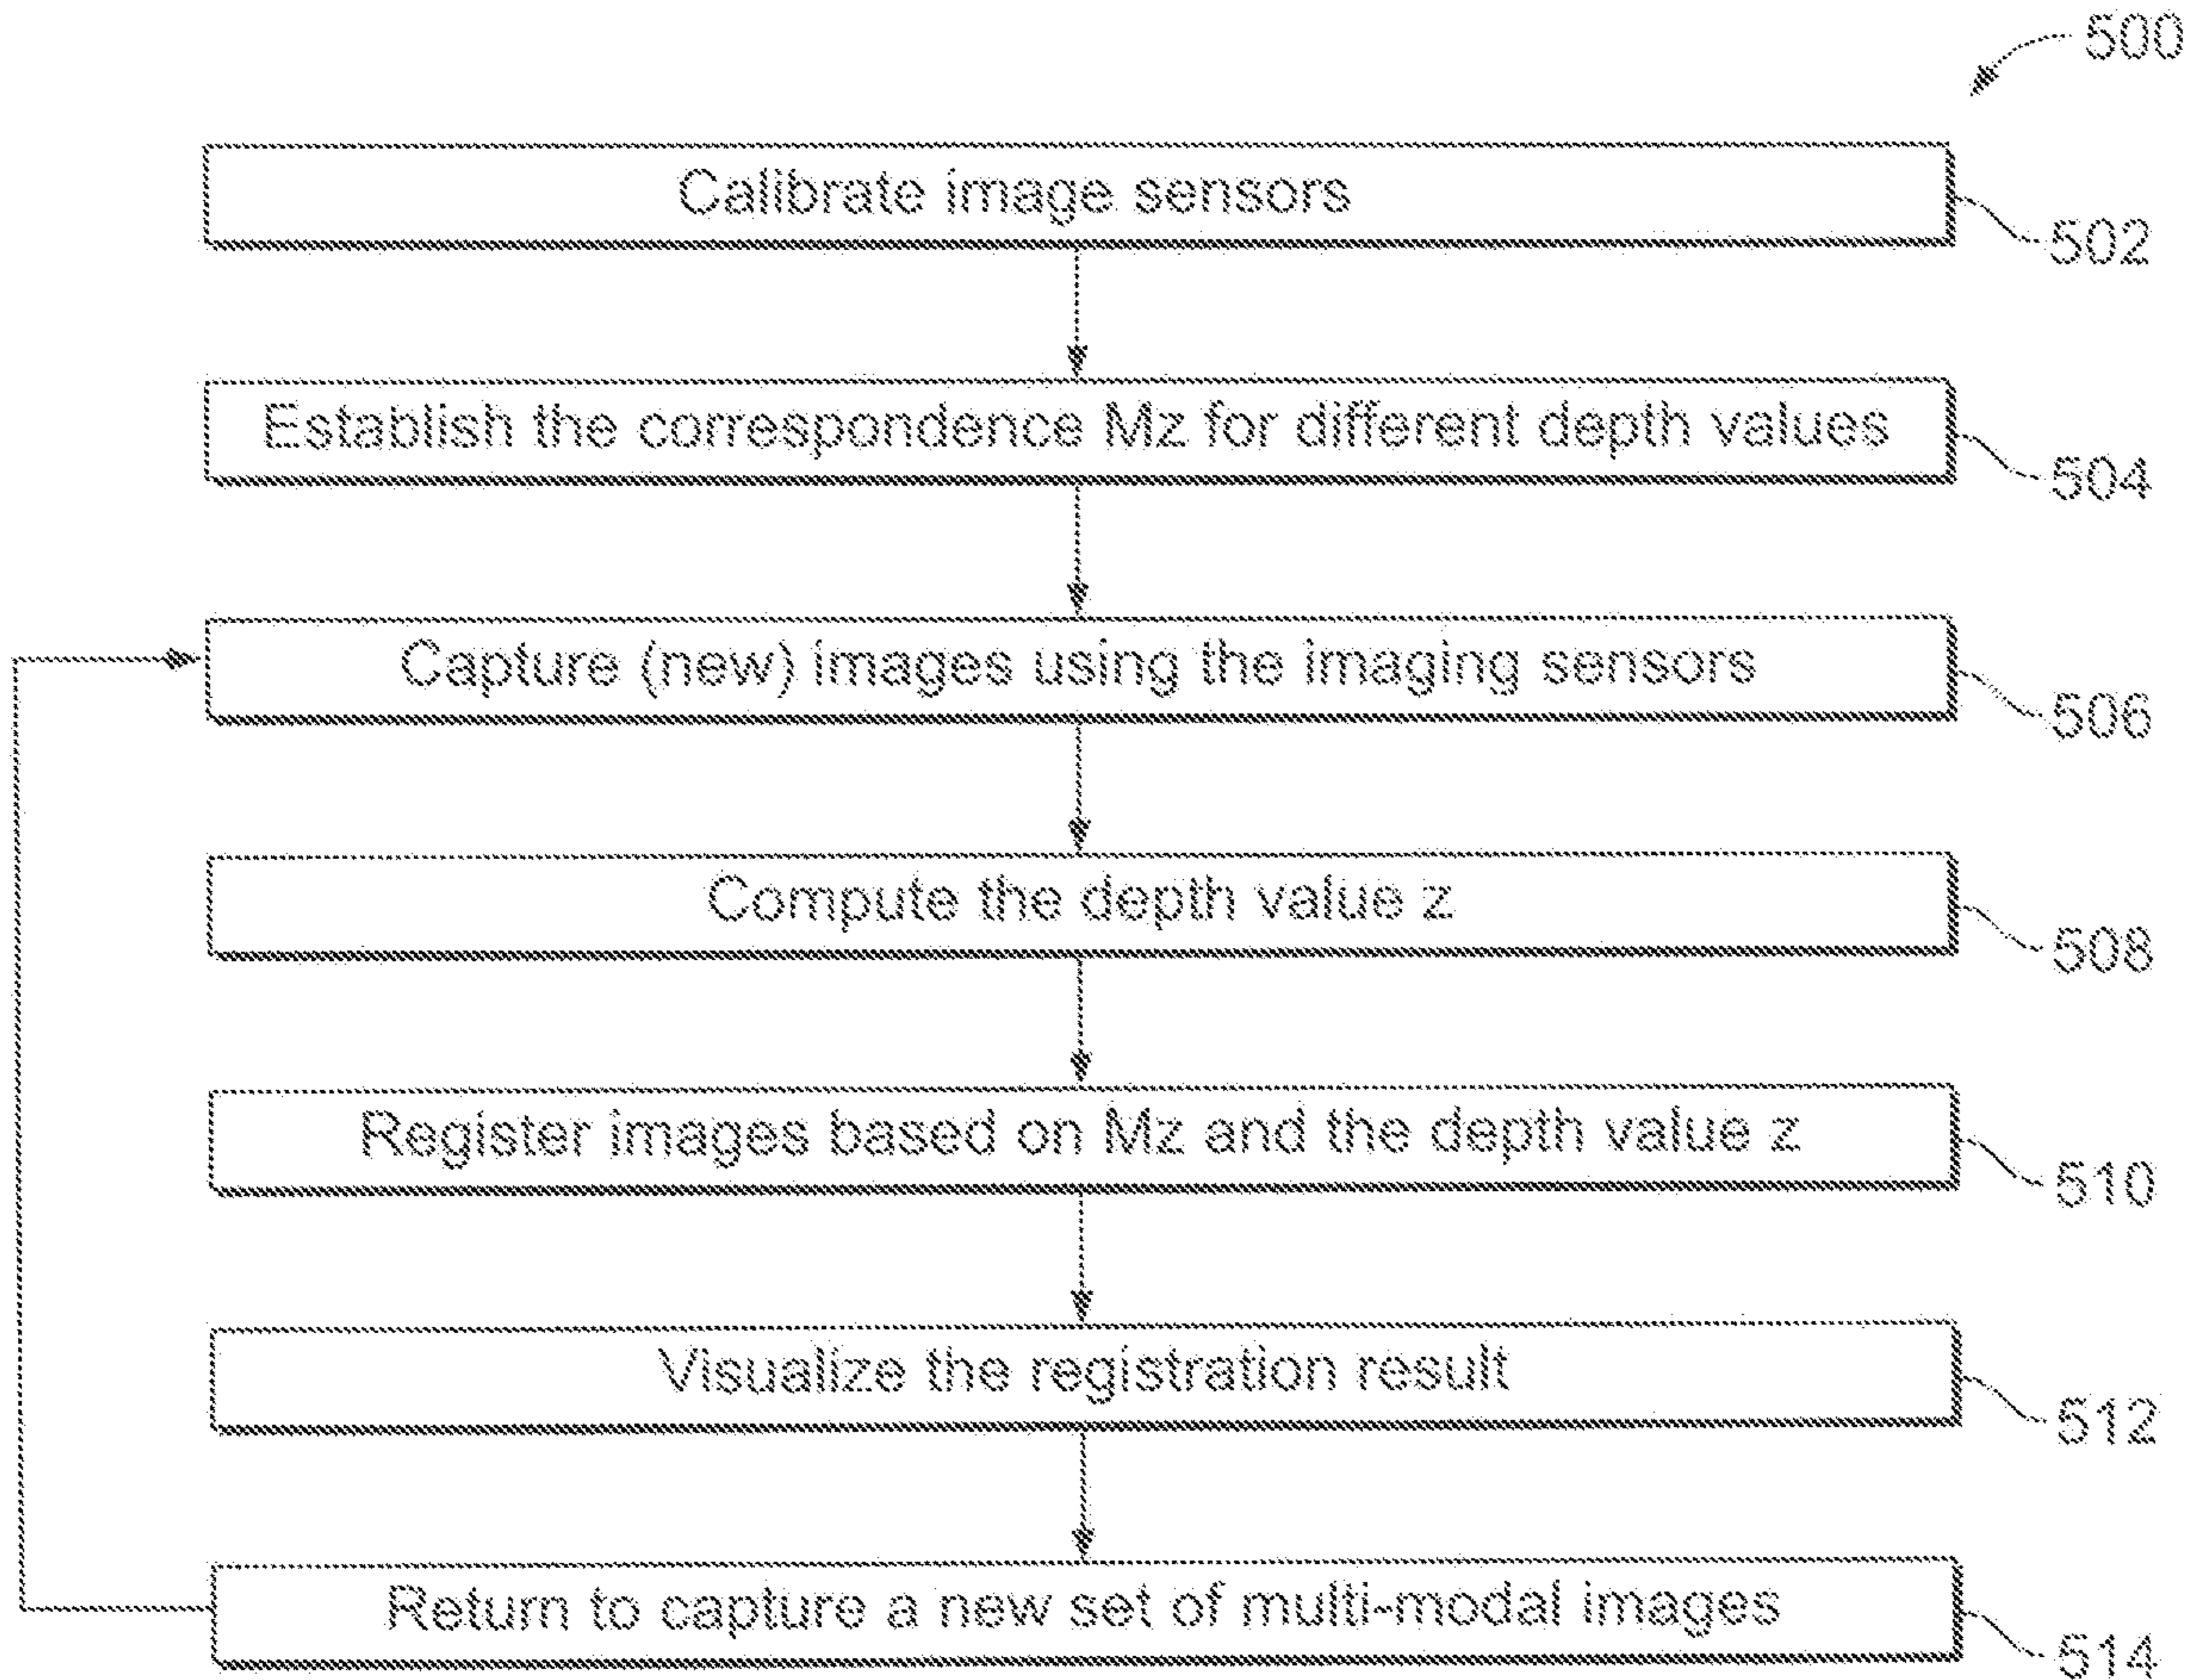 500
Calibrate image sensors
502
Establish the correspondence Mz for different depth values
504
Capture (new) images using the imaging sensors
506
Compute the depth value z
508
Register images based on Mz and the depth value z
510
Visualize the registration result
512
Return to capture a new set of multi-modal images
514